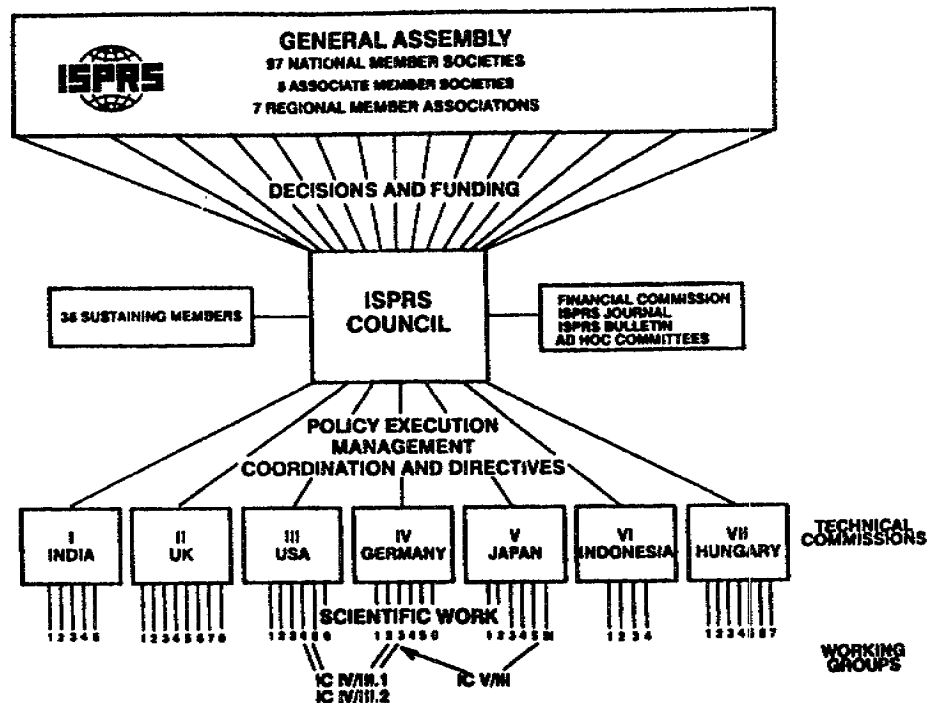 ISPRS
GENERAL ASSEMBLY
97 NATIONAL MEMBER SOCIETIES
8 ASSOCIATE MEMBER SOCIETIES
7 REGIONAL MEMBER ASSOCIATIONS
DECISIONS AND FUNDING
ISPRS
COUNCIL
SUSTAINING MEMBERS
FINANCIAL COMMISSION
ISPRS JOURNAL
ISPRS BULLETIN
AD HOC COMMITTEES
POLICY EXECUTION
MANAGEMENT
COORDINATION AND DIRECTIVES
I
INDIA
II
UK
III
USA
IV
GERMANY
V
JAPAN
VI
INDONESIA
VII
HUNGARY
TECHNICAL
COMMISSIONS
SCIENTIFIC WORK
1 2 3 4 5
1 2 3 4 5 6 7 8
1 2 3 4 5 6
1 2 3 4 5 6
1 2 3 4 5
1 2 3 4
1 2 3 4 5 6 7
WORKING
GROUPS
IC IV/III.1
IC IV/III.2
IC V/III